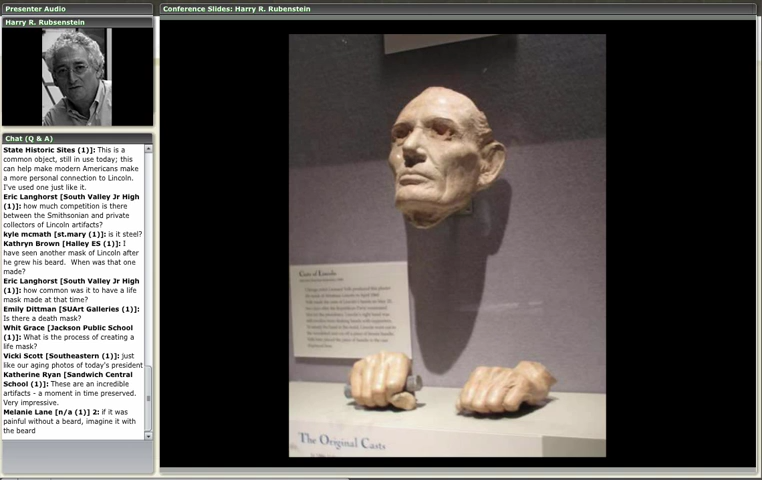 Presenter Audio
Harry R. Rubsenstein
Chat (Q & A)
State Historic Sites (1)]: This is a
common object, still in use today; this
can help make modern Americans make
a more personal connection to Lincoln.
I've used one just like it.
Eric Langhorst [South Valley Jr High
(1)]: how much competition is there
between the Smithsonian and private
collectors of Lincoln artifacts?
kyle mcmath [st.mary (1)]: is it steel?
Kathryn Brown [Hailey ES (1)]: I
have seen another mask of Lincoln after
he grew his beard. When was that one
made?
Eric Langhorst [South Valley Jr High
(1)]: how common was it to have a life
mask made at that time?
Emily Dittman [SUArt Galleries (1)]:
Is there a death mask?
Whit Grace [Jackson Public School
(1)]: What is the process of creating a
life mask?
Vicki Scott [Southeastern (1)]: just
like our aging photos of today's president
Katherine Ryan [Sandwich Central
School (1)]: These are an incredible
artifacts - a moment in time preserved.
Very impressive.
Melanie Lane [n/a (1)] 2: if it was
painful without a beard, imagine it with
the beard
Conference Slides: Harry R. Rubenstein
Casts of Lincoln
The Original Casts